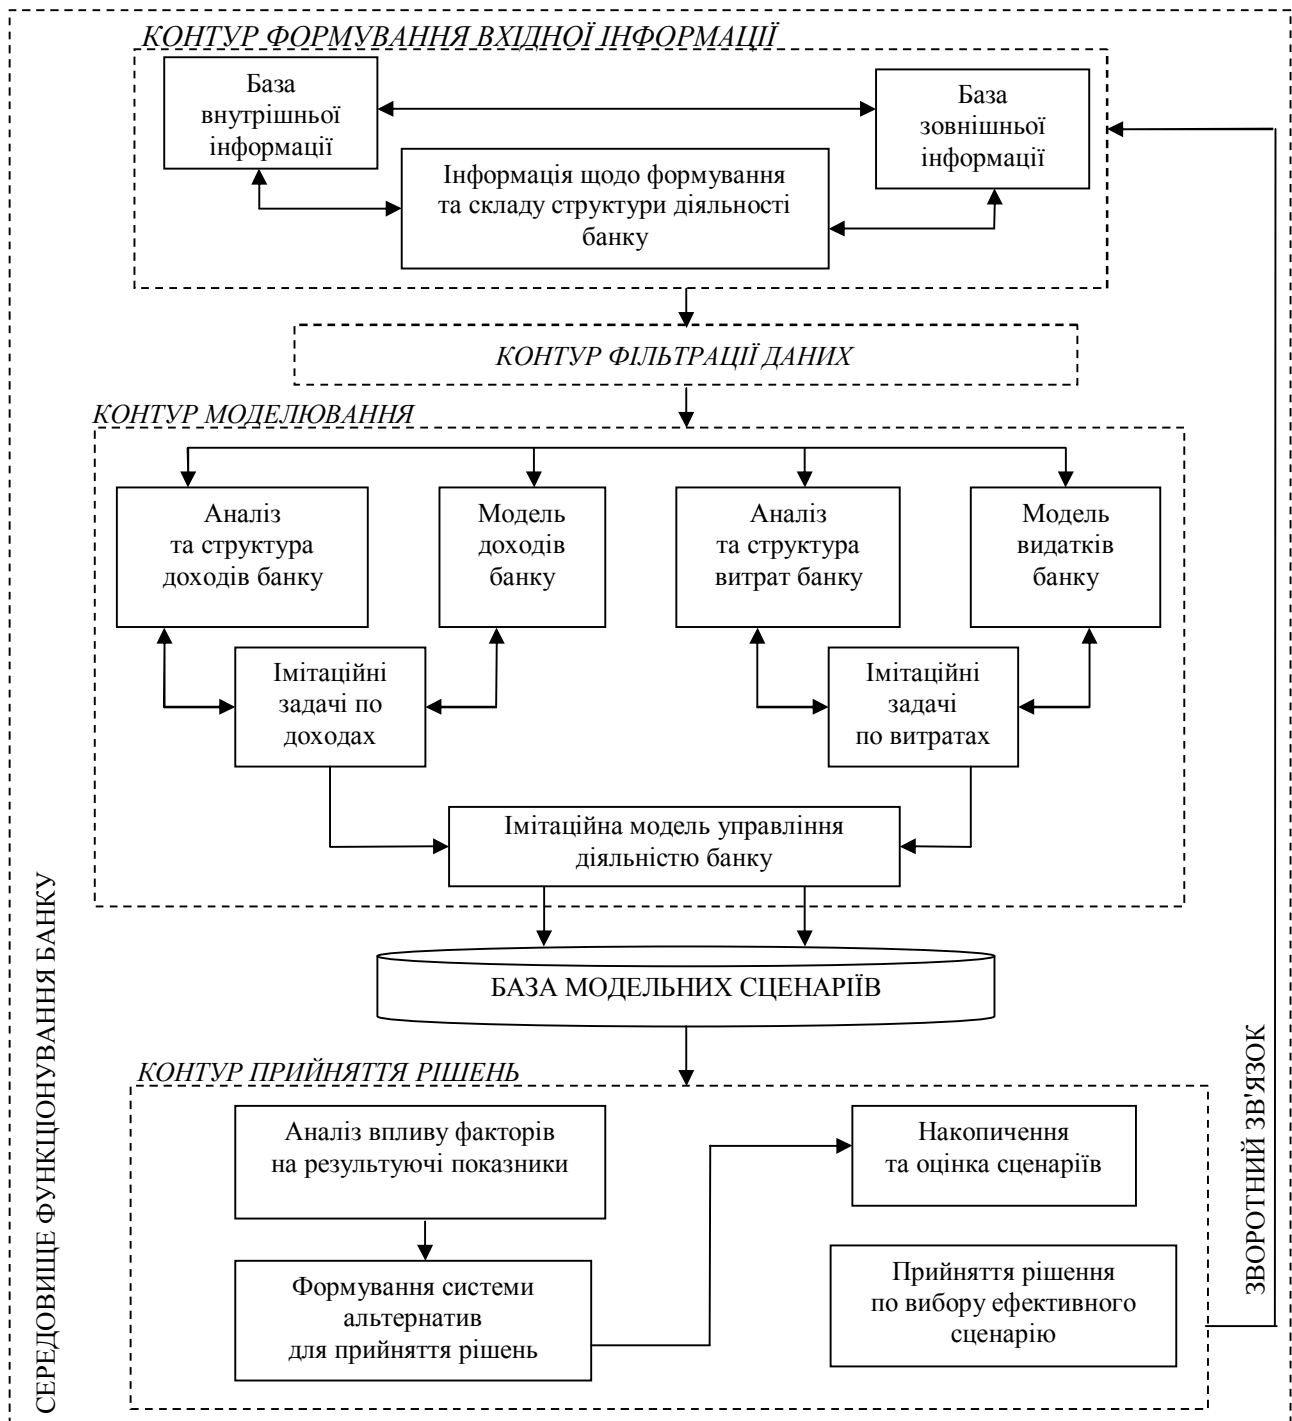 КОНТУР ФОРМУВАННЯ ВХІДНОЇ ІНФОРМАЦІЇ
База
внутрішньої
інформації
База
зовнішньої
інформації
Інформація щодо формування
та складу структури діяльності
банку
КОНТУР ФІЛЬТРАЦІЇ ДАНИХ
КОНТУР МОДЕЛЮВАННЯ
Аналіз
та структура
доходів банку
Модель
доходів
банку
Аналіз
та структура
витрат банку
Модель
видатків
банку
Імітаційні
задачі по
доходах
Імітаційні
задачі
по витратах
Імітаційна модель управління
діяльністю банку
БАЗА МОДЕЛЬНИХ СЦЕНАРІЇВ
КОНТУР ПРИЙНЯТТЯ РІШЕНЬ
Аналіз впливу факторів
на результуючі показники
Накопичення
та оцінка сценаріїв
Формування системи
альтернатив
для прийняття рішень
Прийняття рішення
по вибору ефективного
сценарію
СЕРЕДОВИЩЕ ФУНКЦІОНУВАННЯ БАНКУ
ЗВОРОТНИЙ ЗВ'ЯЗОК